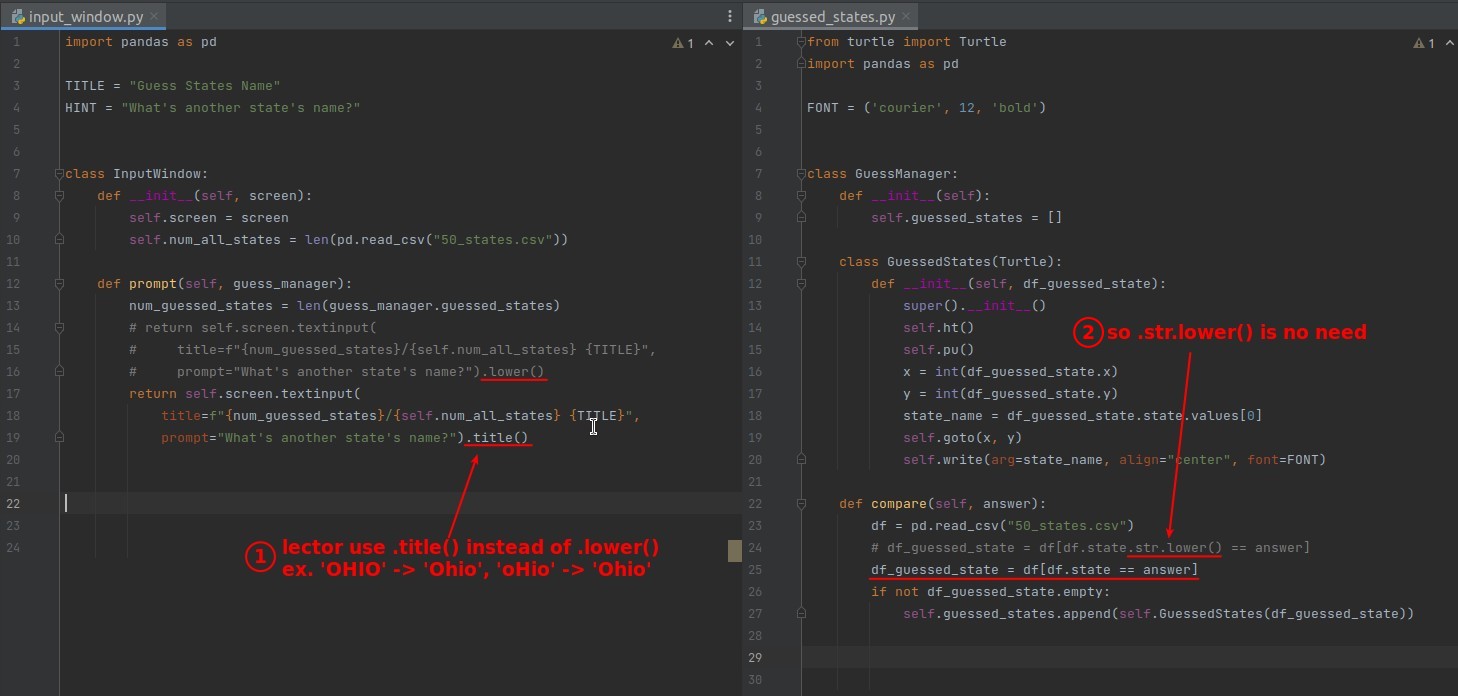 input_window.py
1 import pandas as pd
2
3 TITLE = "Guess States Name"
4 HINT = "What's another state's name?"
5
6
7 class InputWindow:
8     def __init__(self, screen):
9         self.screen = screen
10         self.num_all_states = len(pd.read_csv("50_states.csv"))
11
12     def prompt(self, guess_manager):
13         num_guessed_states = len(guess_manager.guessed_states)
14         # return self.screen.textinput(
15         #     title=f"{num_guessed_states}/{self.num_all_states} {TITLE}",
16         #     prompt="What's another state's name?").lower()
17         return self.screen.textinput(
18             title=f"{num_guessed_states}/{self.num_all_states} {TITLE}",
19             prompt="What's another state's name?").title()
20
21
22
23
24
1
1 lector use .title() instead of .lower()
ex. 'OHIO' -> 'Ohio', 'oHio' -> 'Ohio'
guessed_states.py
1 from turtle import Turtle
2 import pandas as pd
3
4 FONT = ('courier', 12, 'bold')
5
6
7 class GuessManager:
8     def __init__(self):
9         self.guessed_states = []
10
11     class GuessedStates(Turtle):
12         def __init__(self, df_guessed_state):
13             super().__init__()
14             self.ht()
15             self.pu()
16             x = int(df_guessed_state.x)
17             y = int(df_guessed_state.y)
18             state_name = df_guessed_state.state.values[0]
19             self.goto(x, y)
20             self.write(arg=state_name, align="center", font=FONT)
21
22     def compare(self, answer):
23         df = pd.read_csv("50_states.csv")
24         # df_guessed_state = df[df.state.str.lower() == answer]
25         df_guessed_state = df[df.state == answer]
26         if not df_guessed_state.empty:
27             self.guessed_states.append(self.GuessedStates(df_guessed_state))
28
29
30
1
2 so .str.lower() is no need